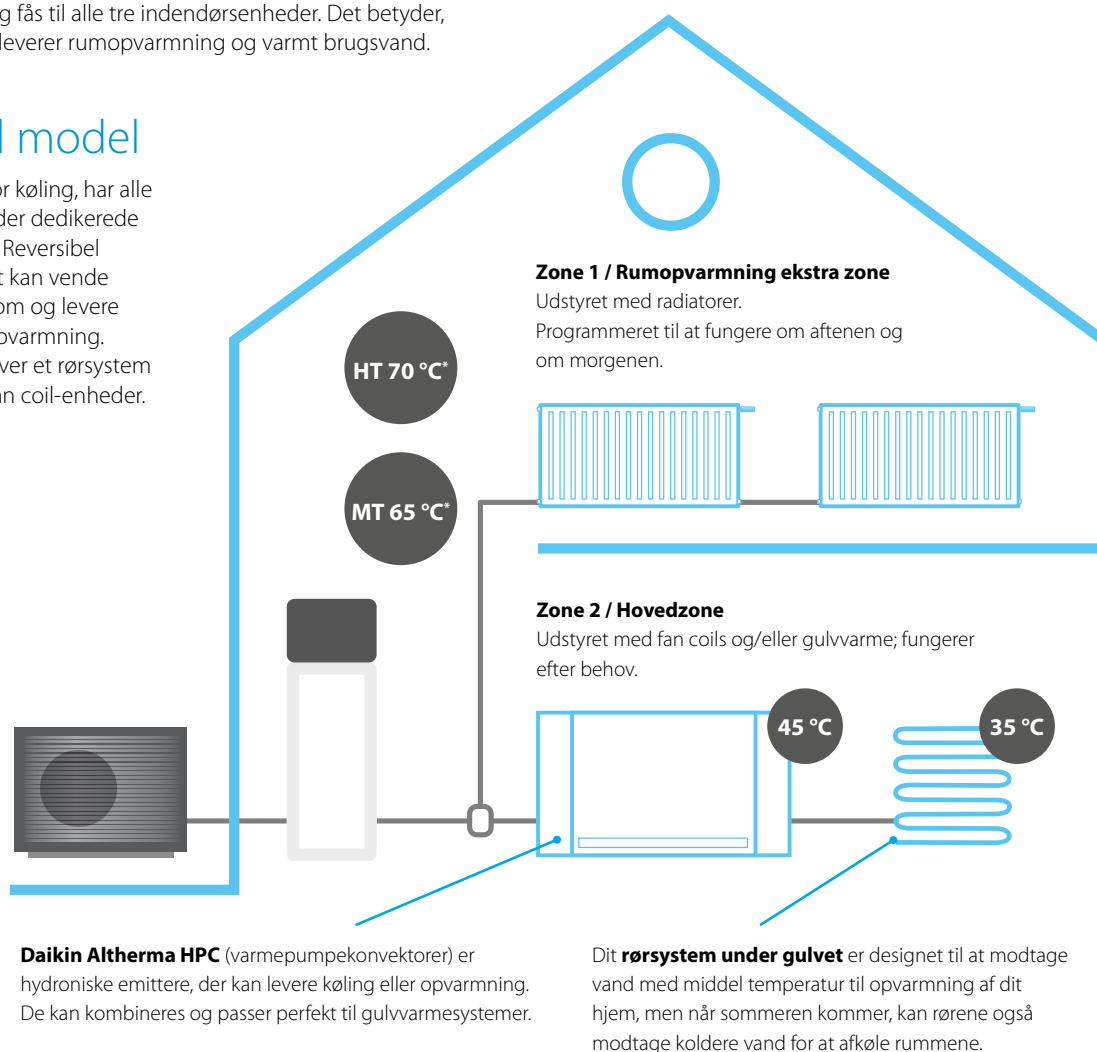 g fås til alle tre indendørsenheder. Det betyder,
leverer rumopvarmning og varmt brugsvand.
model
r køling, har alle
der dedikerede
Reversibel
t kan vende
om og levere
pvarmning.
ver et rørsystem
n coil-enheder.
Zone 1 / Rumopvarmning ekstra zone
Udstyret med radiatorer.
Programmeret til at fungere om aftenen og
om morgenen.
HT 70 °C*
MT 65 °C*
Zone 2 / Hovedzone
Udstyret med fan coils og/eller gulvvarme; fungerer
efter behov.
45 °C
35 °C
Daikin Altherma HPC (varmepumpekonvektorer) er
hydroniske emittere, der kan levere køling eller opvarmning.
De kan kombineres og passer perfekt til gulvvarmesystemer.
Dit rørsystem under gulvet er designet til at modtage
vand med middel temperatur til opvarmning af dit
hjem, men når sommeren kommer, kan rørene også
modtage koldere vand for at afkøle rummene.